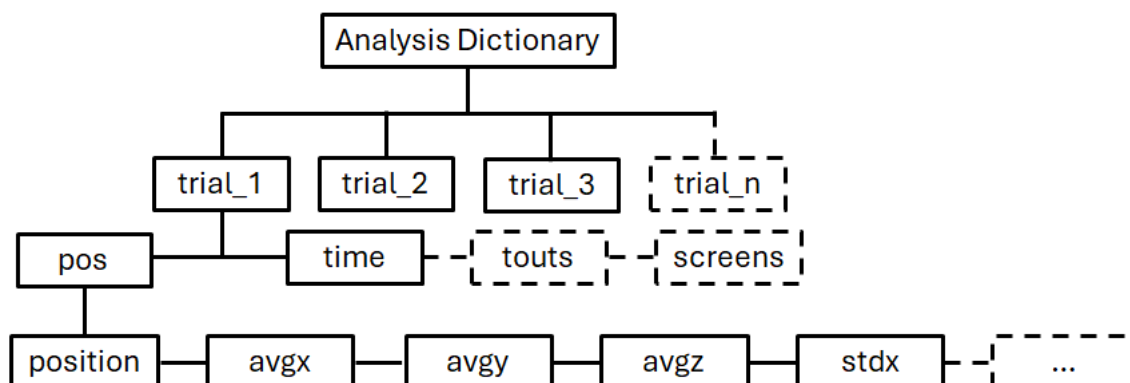 Analysis Dictionary
trial_1 trial_2 trial_3 trial_n
pos time touts screens
position avgx avgy avgz stdx ...